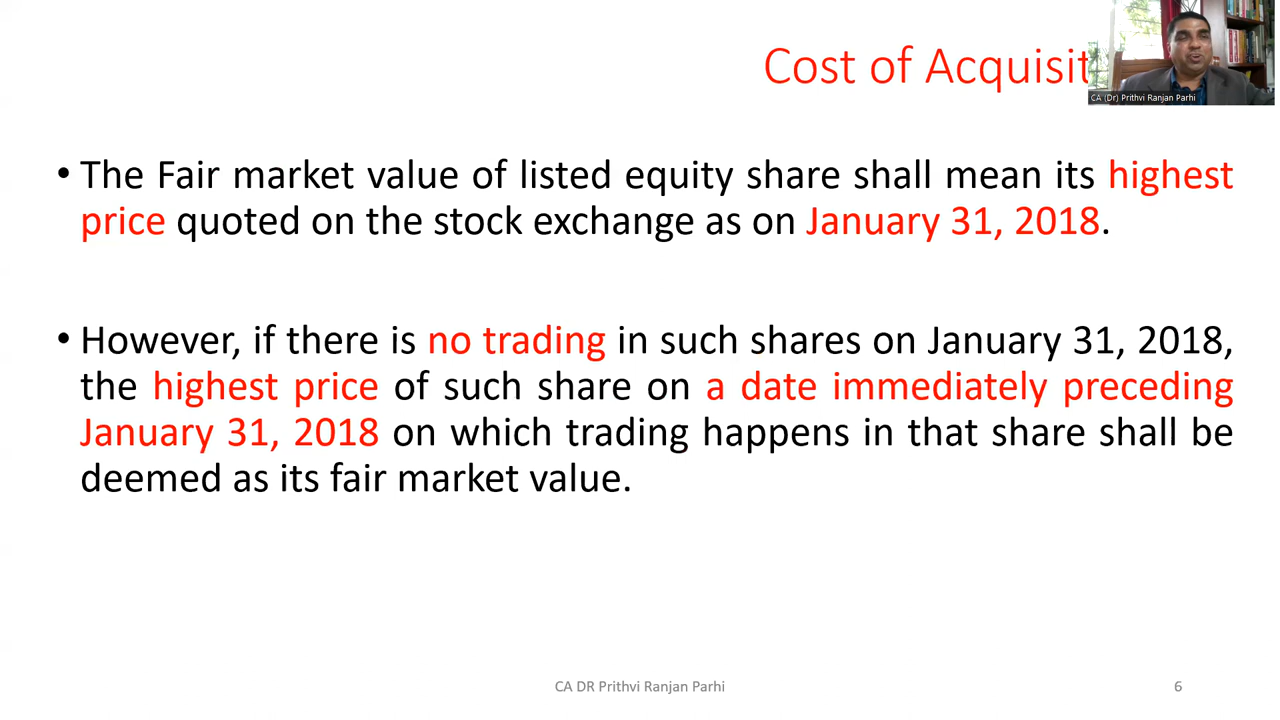 Cost of Acquisit
CA (Dr) Prithvi Ranjan Parhi
• The Fair market value of listed equity share shall mean its highest
price quoted on the stock exchange as on January 31, 2018.
• However, if there is no trading in such shares on January 31, 2018,
the highest price of such share on a date immediately preceding
January 31, 2018 on which trading happens in that share shall be
deemed as its fair market value.
CA DR Prithvi Ranjan Parhi
6